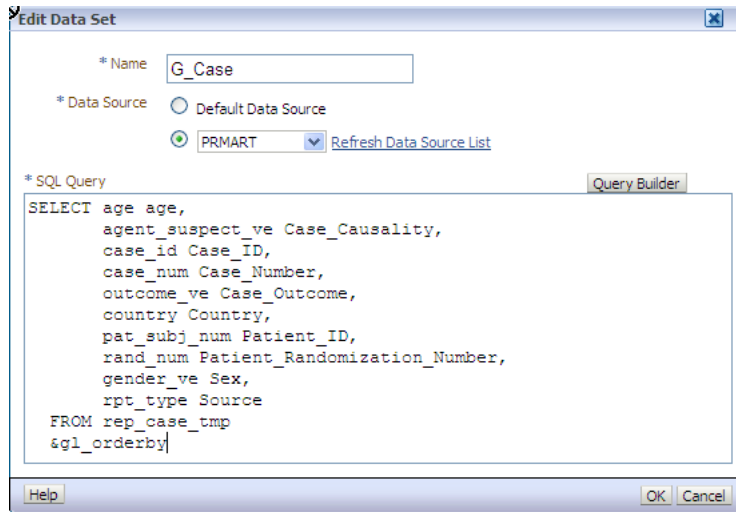 Edit Data Set
* Name G_Case
* Data Source Default Data Source
PRMART Refresh Data Source List
* SQL Query Query Builder
SELECT age age,
agent_suspect_ve Case_Causality,
case_id Case_ID,
case_num Case_Number,
outcome_ve Case_Outcome,
country Country,
pat_subj_num Patient_ID,
rand_num Patient_Randomization_Number,
gender_ve Sex,
rpt_type Source
FROM rep_case_tmp
&gl_orderby
Help OK Cancel